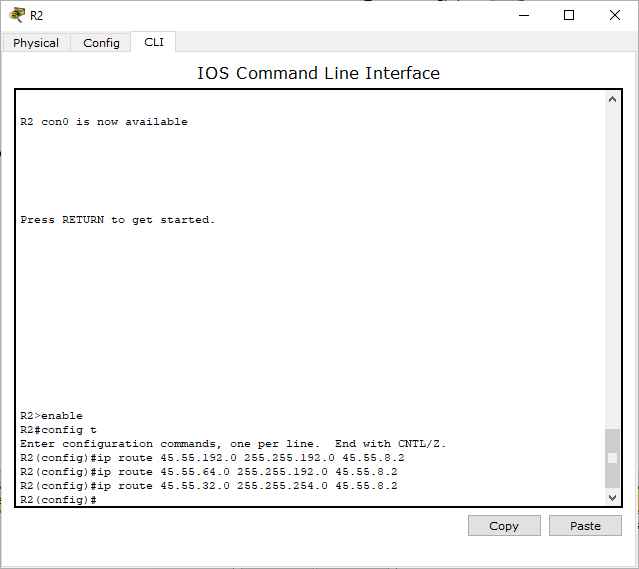 R2
Physical
Config
CLI
IOS Command Line Interface
R2 con0 is now available
Press RETURN to get started.
R2>enable
R2#config t
Enter configuration commands, one per line.  End with CNTL/Z.
R2(config)#ip route 45.55.192.0 255.255.192.0 45.55.8.2
R2(config)#ip route 45.55.64.0 255.255.192.0 45.55.8.2
R2(config)#ip route 45.55.32.0 255.255.254.0 45.55.8.2
R2(config)#
Copy
Paste